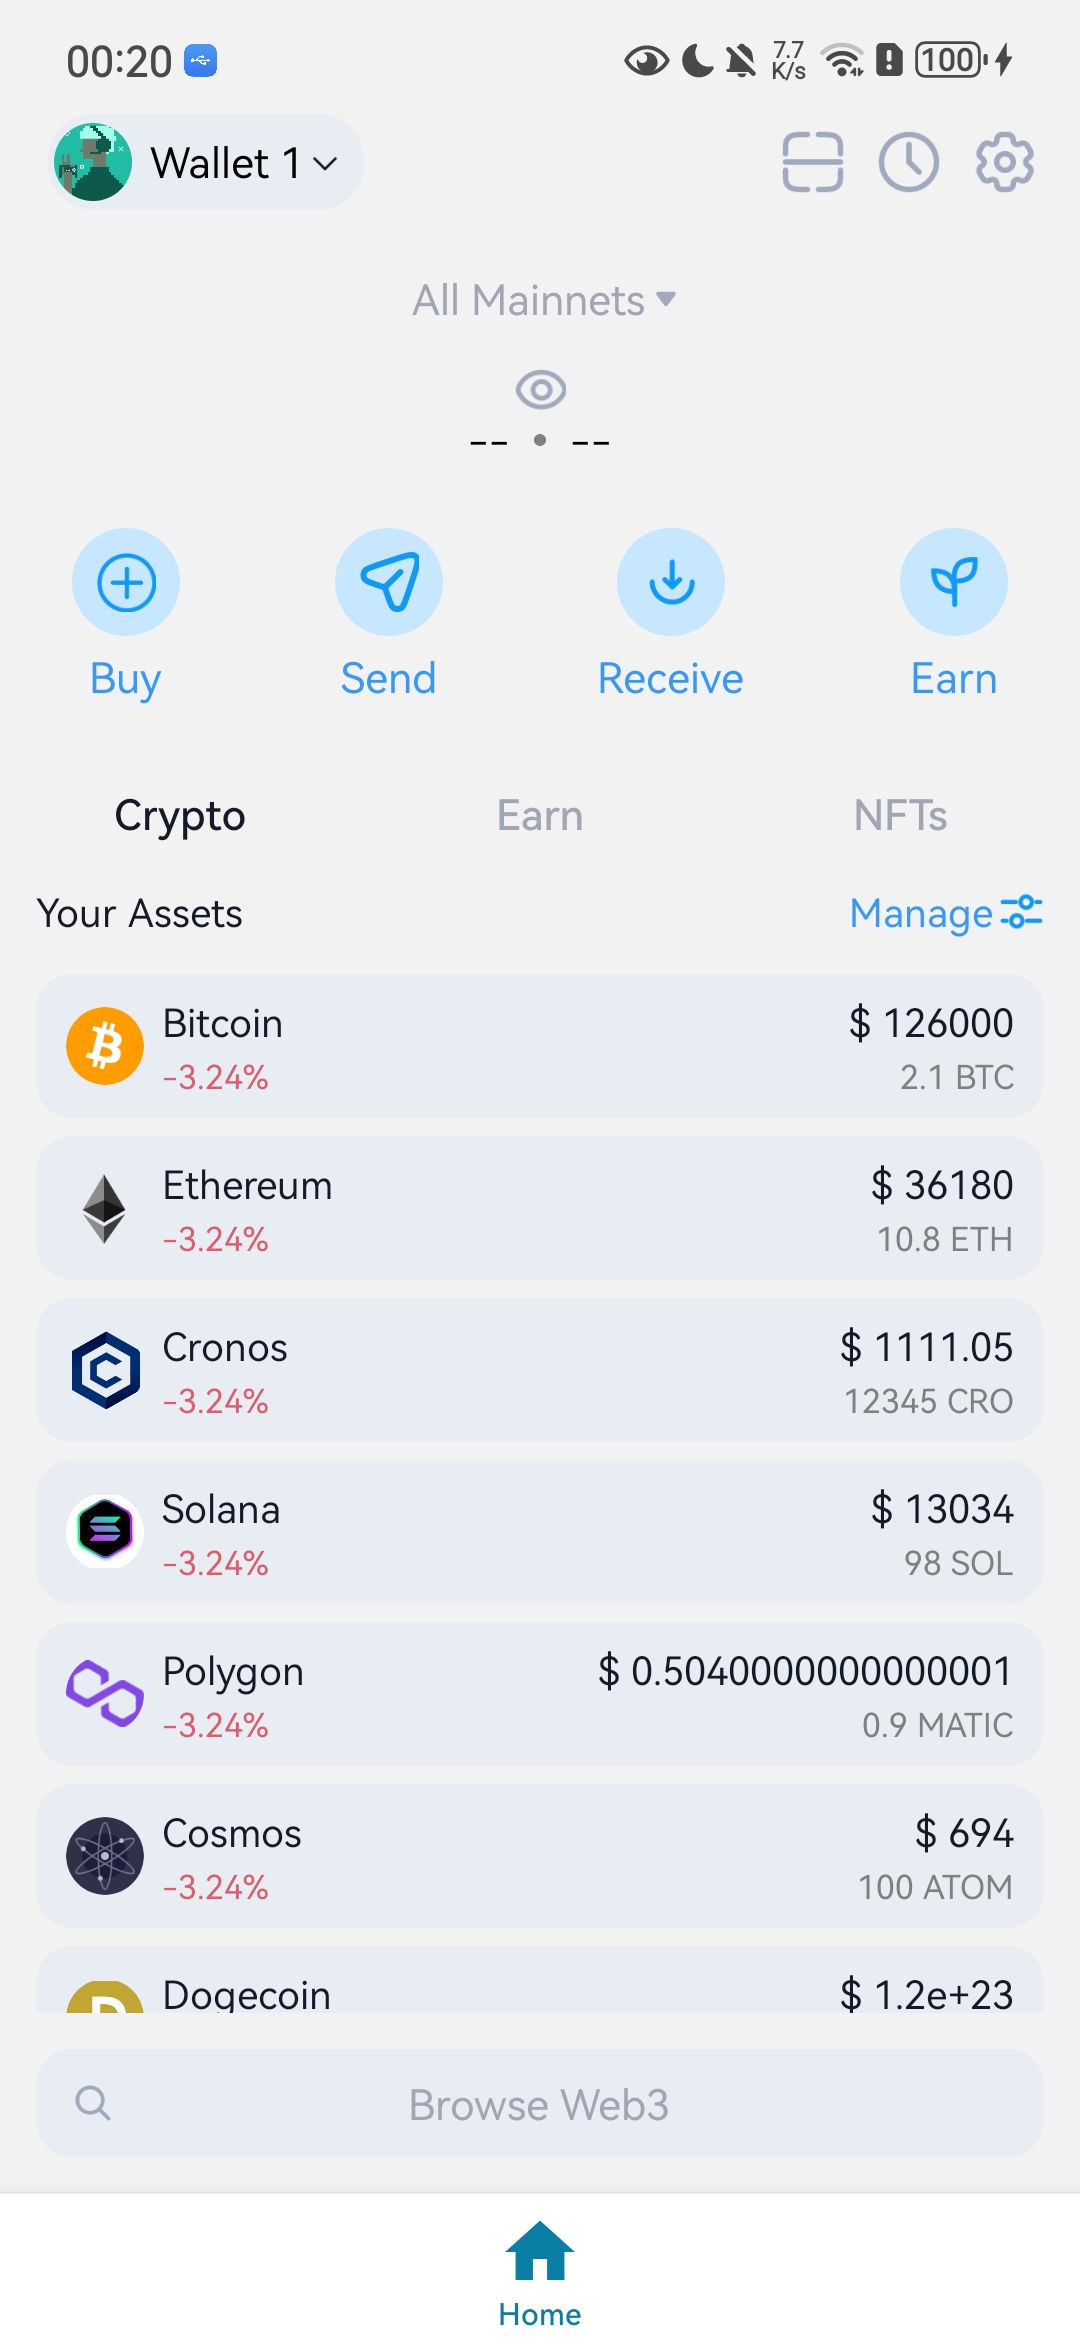 00:20
7.7
K/s
100
Wallet 1
All Mainnets
-- • --
Buy Send Receive Earn
Crypto Earn NFTs
Your Assets Manage
Bitcoin $ 126000
-3.24% 2.1 BTC
Ethereum $ 36180
-3.24% 10.8 ETH
Cronos $ 1111.05
-3.24% 12345 CRO
Solana $ 13034
-3.24% 98 SOL
Polygon $ 0.5040000000000001
-3.24% 0.9 MATIC
Cosmos $ 694
-3.24% 100 ATOM
Dogecoin $ 1.2e+23
Browse Web3
Home